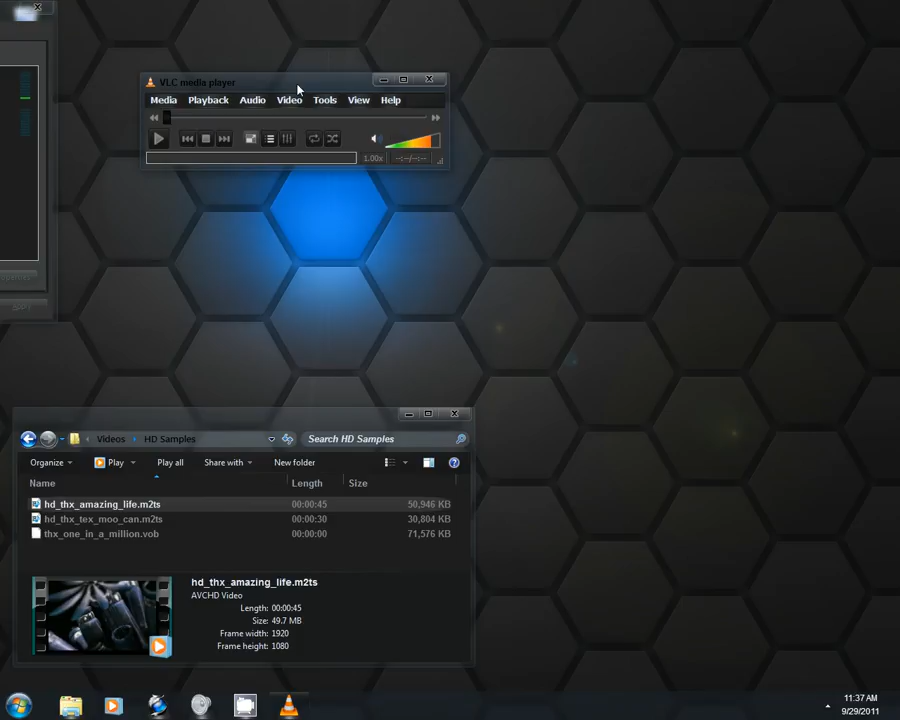 VLC media player
Media Playback Audio Video Tools View Help
1.00x --:--/--:--
Videos HD Samples Search HD Samples
Organize Play Play all Share with New folder
Name Length Size
hd_thx_amazing_life.m2ts 00:00:45 50,946 KB
hd_thx_tex_moo_can.m2ts 00:00:30 30,804 KB
thx_one_in_a_million.vob 00:00:00 71,576 KB
hd_thx_amazing_life.m2ts
AVCHD Video
Length: 00:00:45
Size: 49.7 MB
Frame width: 1920
Frame height: 1080
11:37 AM
9/29/2011